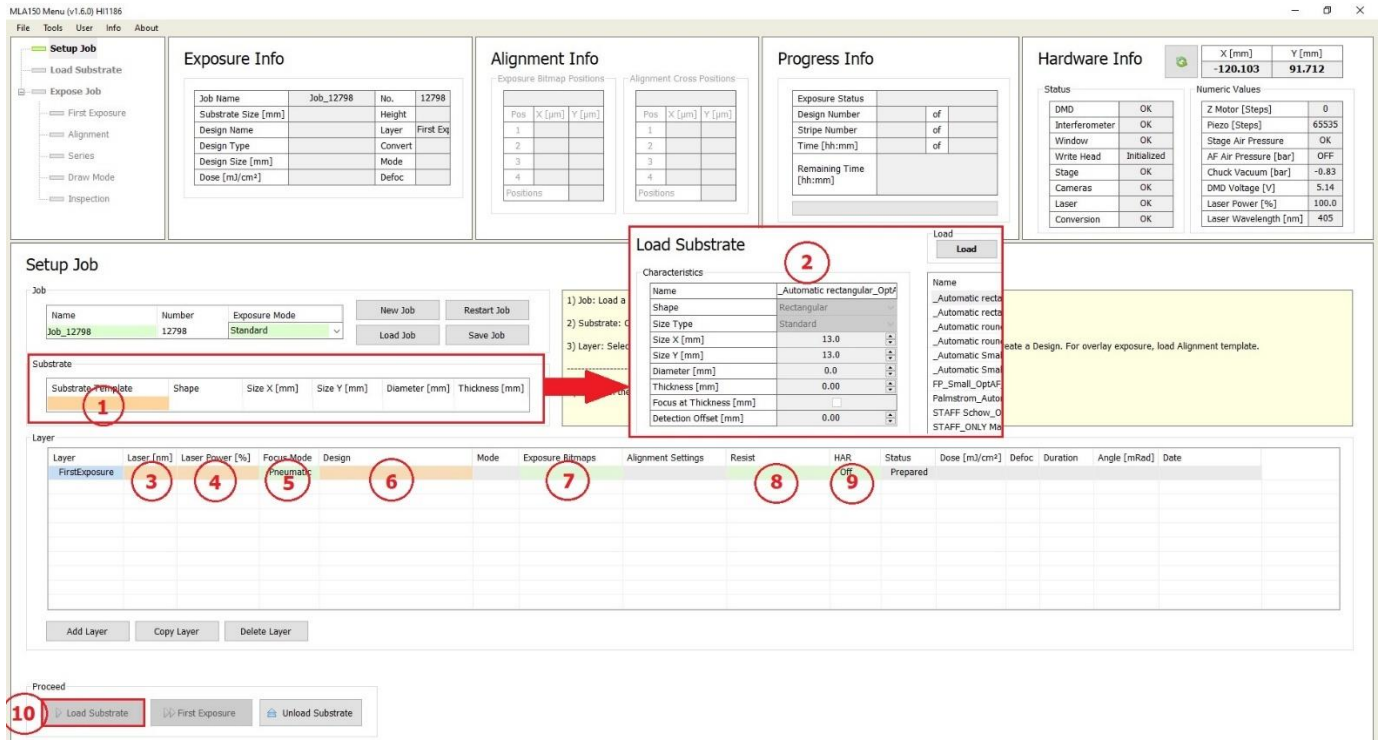 MLA150 Menu (v1.6.0) HI1186
File Tools User Info About
Setup Job
Load Substrate
Expose Job
First Exposure
Alignment
Series
Draw Mode
Inspection
Exposure Info
Job Name Job_12798 No. 12798
Substrate Size [mm] Height
Design Name Layer First Exp
Design Type Convert
Design Size [mm] Mode
Dose [mJ/cm²] Defoc
Alignment Info
Exposure Bitmap Positions
Pos X [µm] Y [µm]
1
2
3
4
Positions
Alignment Cross Positions
Pos X [µm] Y [µm]
1
2
3
4
Positions
Progress Info
Exposure Status
Design Number of
Stripe Number of
Time [hh:mm] of
Remaining Time
[hh:mm]
Hardware Info
X [mm] Y [mm]
-120.103 91.712
Status
DMD OK
Interferometer OK
Window OK
Write Head Initialized
Stage OK
Cameras OK
Laser OK
Conversion OK
Numeric Values
Z Motor [Steps] 0
Piezo [Steps] 65535
Stage Air Pressure OK
AF Air Pressure [bar] OFF
Chuck Vacuum [bar] -0.83
DMD Voltage [V] 5.14
Laser Power [%] 100.0
Laser Wavelength [nm] 405
Setup Job
Job
Name Number Exposure Mode
Job_12798 12798 Standard
New Job Restart Job
Load Job Save Job
Substrate
Substrate Template Shape Size X [mm] Size Y [mm] Diameter [mm] Thickness [mm]
1
1) Job: Load a
2) Substrate: C
3) Layer: Selec
eate a Design. For overlay exposure, load Alignment template.
Load Substrate
2
Characteristics
Name _Automatic rectangular_OptA
Shape Rectangular
Size Type Standard
Size X [mm] 13.0
Size Y [mm] 13.0
Diameter [mm] 0.0
Thickness [mm] 0.00
Focus at Thickness [mm]
Detection Offset [mm] 0.00
Load
Load
Name
_Automatic recta
_Automatic recta
_Automatic roun
_Automatic roun
_Automatic Smal
_Automatic Smal
FP_Small_OptAF
Palmstrom_Auto
STAFF Schow_O
STAFF_ONLY Ma
Layer
Layer Laser [nm] Laser Power [%] Focus Mode Design Mode Exposure Bitmaps Alignment Settings Resist HAR Status Dose [mJ/cm²] Defoc Duration Angle [mRad] Date
FirstExposure Pneumatic Off Prepared
3 4 5 6 7 8 9
Add Layer Copy Layer Delete Layer
Proceed
10 Load Substrate First Exposure Unload Substrate